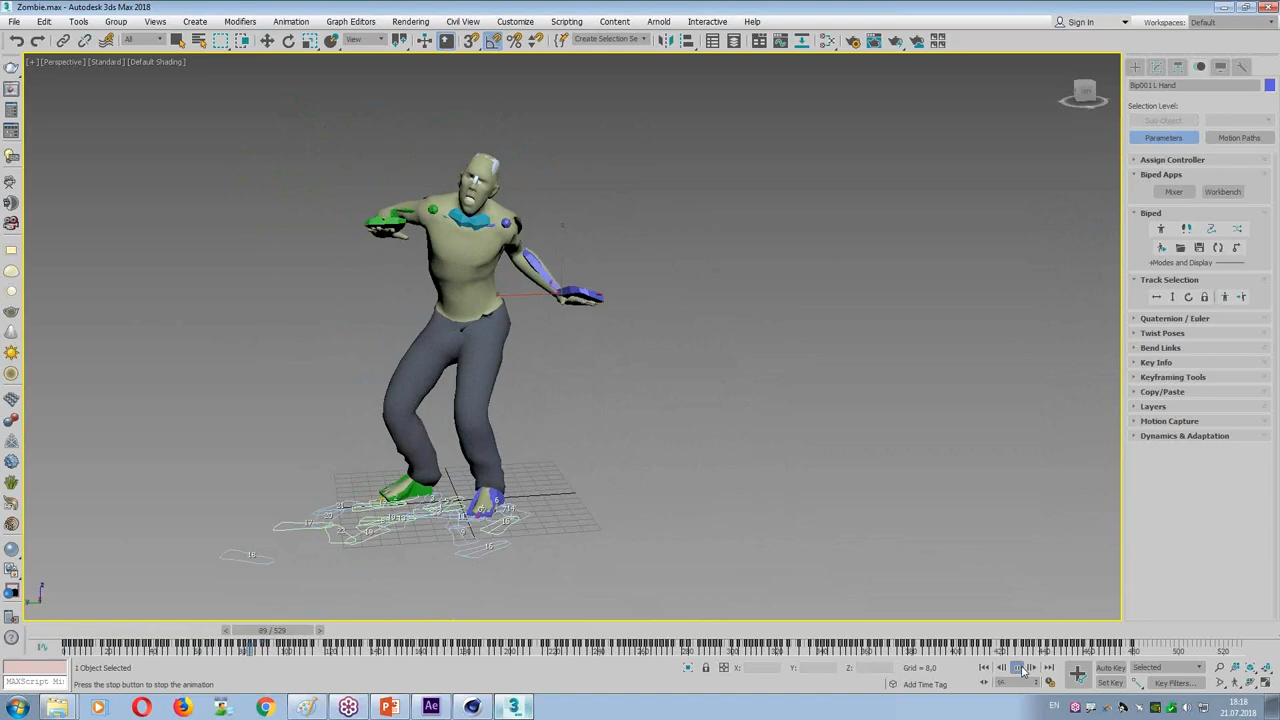 Zombie.max - Autodesk 3ds Max 2018
File Edit Tools Group Views Create Modifiers Animation Graph Editors Rendering Civil View Customize Scripting Content Arnold Interactive Help
Sign In Workspaces: Default
All View Create Selection Se
[+] [Perspective] [Standard] [Default Shading]
Bip001 L Hand
Selection Level:
Sub-Object
Parameters Motion Paths
Assign Controller
Biped Apps
Mixer Workbench
Biped
+Modes and Display
Track Selection
Quaternion / Euler
Twist Poses
Bend Links
Key Info
Keyframing Tools
Copy/Paste
Layers
Motion Capture
Dynamics & Adaptation
89 / 529
1 Object Selected X: Y: Z: Grid = 8,0 Auto Key Selected
MAXScript Mi Press the stop button to stop the animation Add Time Tag Set Key Key Filters...
EN 18:18
21.07.2018